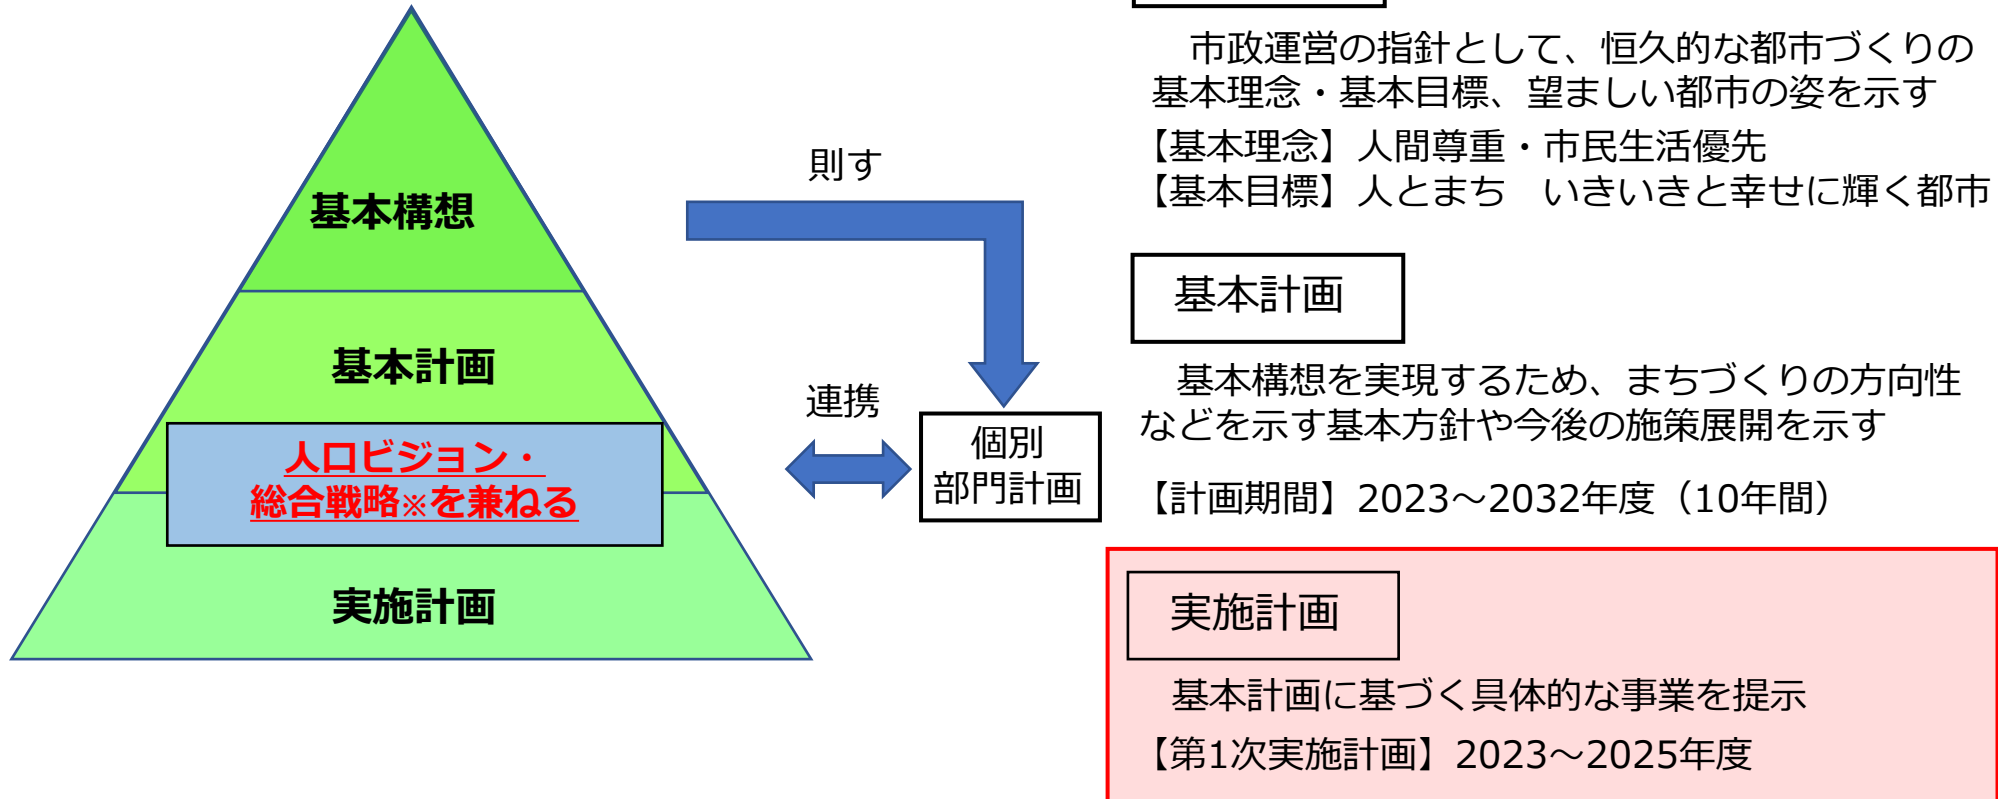 基本構想
基本計画
人口ビジョン・
総合戦略※を兼ねる
実施計画
則す
連携
個別
部門計画
市政運営の指針として、恒久的な都市づくりの
基本理念・基本目標、望ましい都市の姿を示す
【基本理念】人間尊重・市民生活優先
【基本目標】人とまち　いきいきと幸せに輝く都市
基本計画
基本構想を実現するため、まちづくりの方向性
などを示す基本方針や今後の施策展開を示す
【計画期間】2023～2032年度（10年間）
実施計画
基本計画に基づく具体的な事業を提示
【第1次実施計画】2023～2025年度